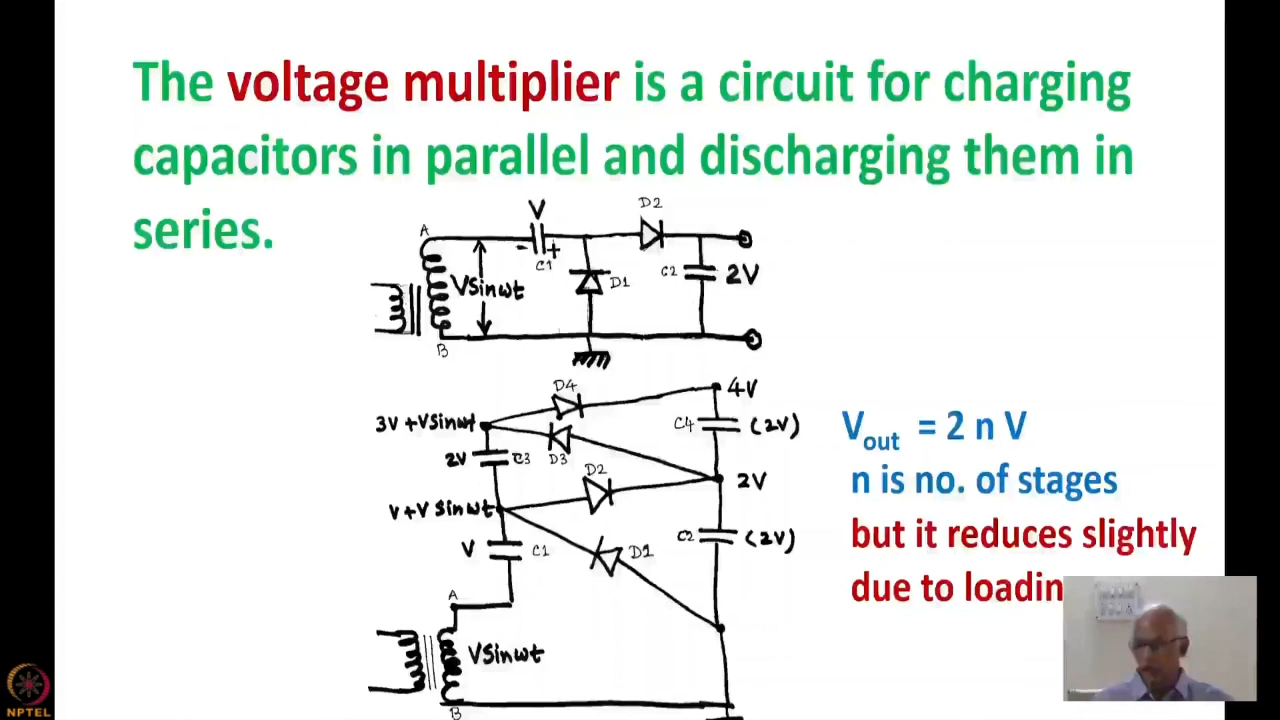 The voltage multiplier is a circuit for charging
capacitors in parallel and discharging them in
series.
D2
V
A
- +
C1
VSinωt
D1
C2
2V
B
D4
4V
3V +VSinωt
C4
(2V)
Vout = 2 n V
2V
C3
D3
D2
2V
n is no. of stages
V+V Sinωt
C2
(2V)
but it reduces slightly
V
C1
D1
due to loadin
A
VSinωt
B
NPTEL